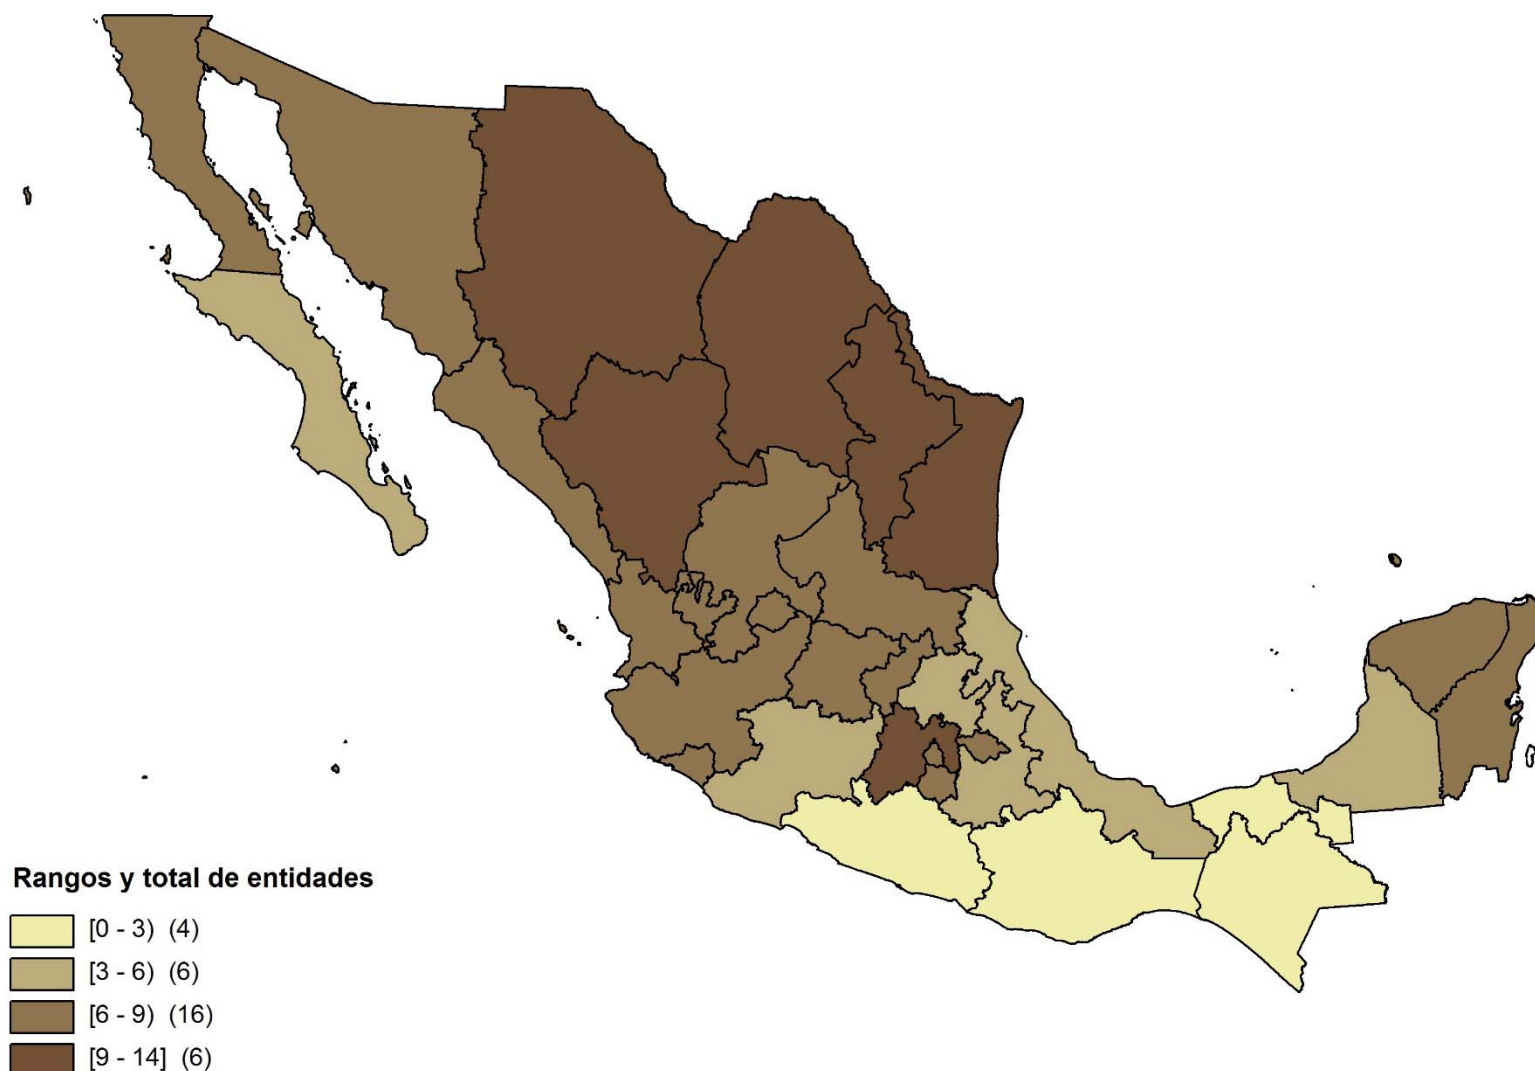 Rangos y total de entidades
[0 - 3) (4)
[3 - 6) (6)
[6 - 9) (16)
[9 - 14] (6)